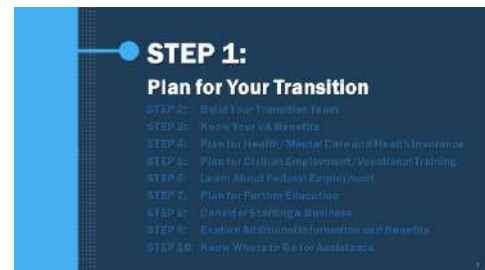 STEP 1:
Plan for Your Transition
STEP 2: Build Your Transition Team
STEP 3: Know Your VA Benefits
STEP 4: Plan for Health/Mental Care and Health Insurance
STEP 5: Plan for Civilian Employment/Vocational Training
STEP 6: Learn About Federal Employment
STEP 7: Plan for Further Education
STEP 8: Consider Starting a Business
STEP 9: Explore Additional Information and Benefits
STEP 10: Know Where to Go for Assistance